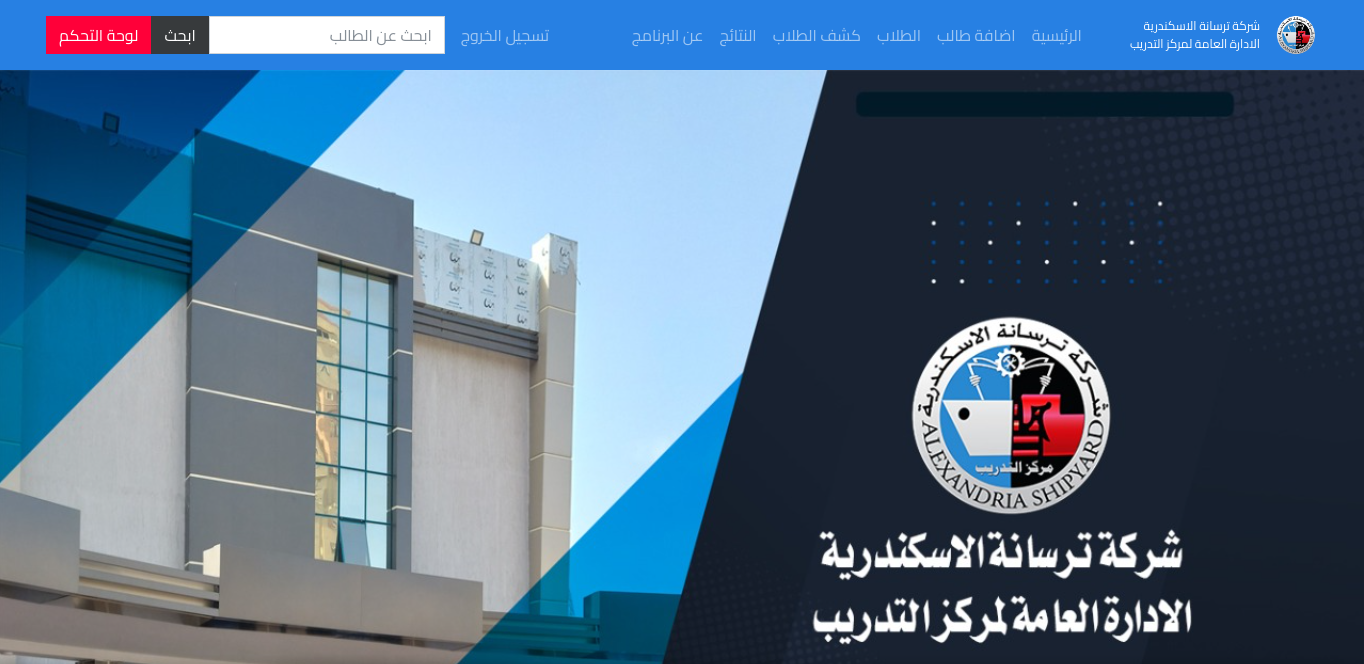 شركة ترسانة الاسكندرية
الادارة العامة لمركز التدريب
الرئيسية
اضافة طالب
الطلاب
كشف الطلاب
النتائج
عن البرنامج
تسجيل الخروج
ابحث عن الطالب
ابحث
لوحة التحكم
شركة ترسانة الاسكندرية
مركز التدريب
ALEXANDRIA SHIPYARD
شركة ترسانة الاسكندرية
الادارة العامة لمركز التدريب